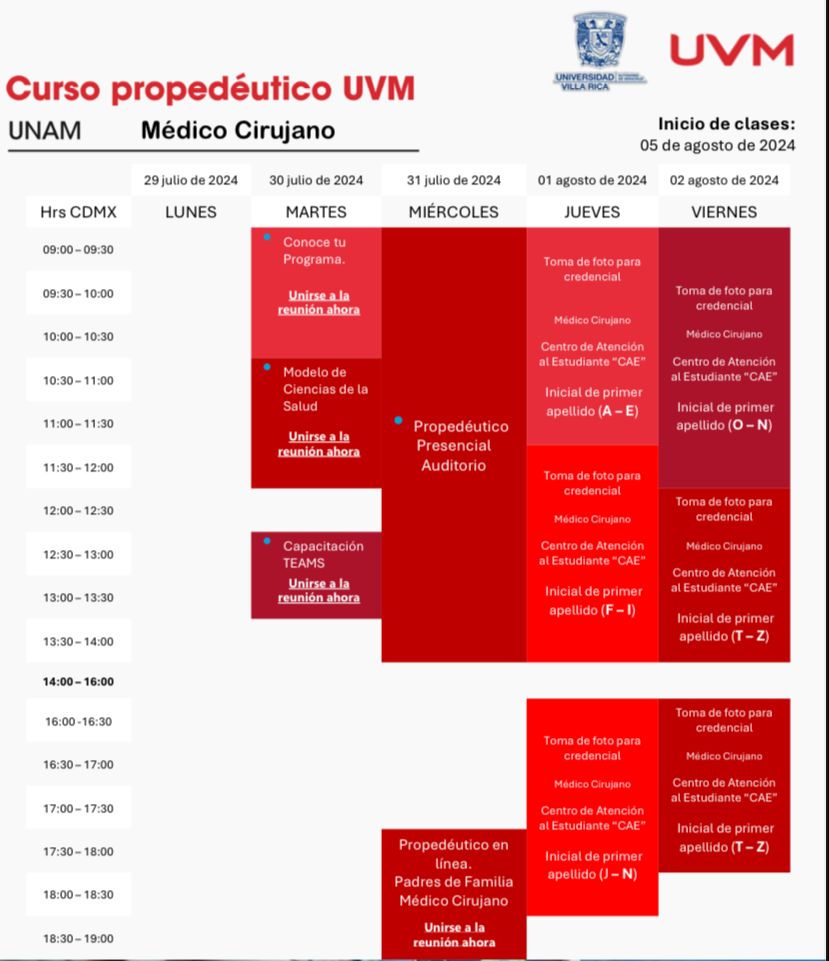 UNIVERSIDAD
VILLA RICA
UVM
Curso propedéutico UVM
UNAM Médico Cirujano
Inicio de clases:
05 de agosto de 2024
29 julio de 2024 30 julio de 2024 31 julio de 2024 01 agosto de 2024 02 agosto de 2024
Hrs CDMX LUNES MARTES MIÉRCOLES JUEVES VIERNES
09:00 – 09:30
09:30 – 10:00
10:00 – 10:30
10:30 – 11:00
11:00 – 11:30
11:30 – 12:00
12:00 – 12:30
12:30 – 13:00
13:00 – 13:30
13:30 – 14:00
14:00 – 16:00
16:00 -16:30
16:30 – 17:00
17:00 – 17:30
17:30 – 18:00
18:00 – 18:30
18:30 – 19:00
Conoce tu
Programa.
Unirse a la
reunión ahora
Modelo de
Ciencias de la
Salud
Unirse a la
reunión ahora
Capacitación
TEAMS
Unirse a la
reunión ahora
Propedéutico
Presencial
Auditorio
Propedéutico en
línea.
Padres de Familia
Médico Cirujano
Unirse a la
reunión ahora
Toma de foto para
credencial
Médico Cirujano
Centro de Atención
al Estudiante “CAE”
Inicial de primer
apellido (A – E)
Toma de foto para
credencial
Médico Cirujano
Centro de Atención
al Estudiante “CAE”
Inicial de primer
apellido (F – I)
Toma de foto para
credencial
Médico Cirujano
Centro de Atención
al Estudiante “CAE”
Inicial de primer
apellido (J – N)
Toma de foto para
credencial
Médico Cirujano
Centro de Atención
al Estudiante “CAE”
Inicial de primer
apellido (O – N)
Toma de foto para
credencial
Médico Cirujano
Centro de Atención
al Estudiante “CAE”
Inicial de primer
apellido (T – Z)
Toma de foto para
credencial
Médico Cirujano
Centro de Atención
al Estudiante “CAE”
Inicial de primer
apellido (T – Z)